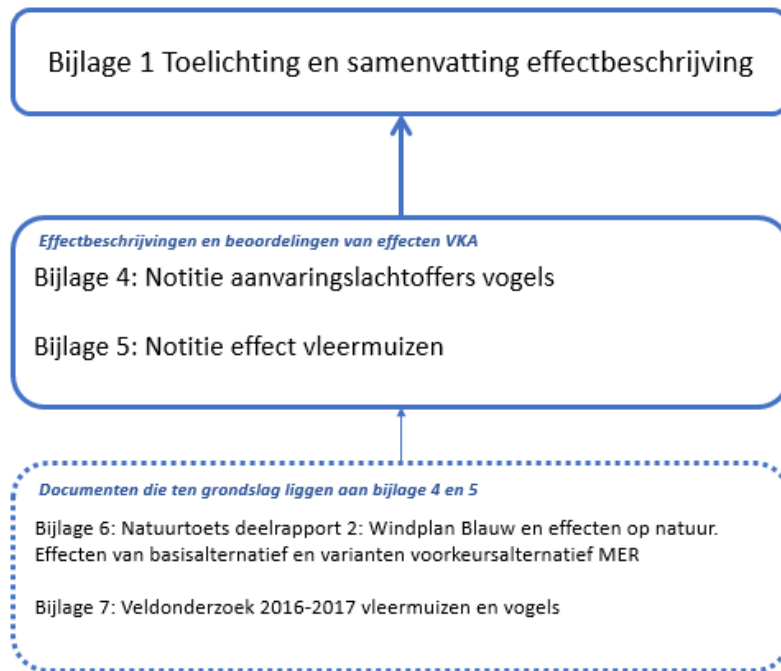 Bijlage 1 Toelichting en samenvatting effectbeschrijving
Effectbeschrijvingen en beoordelingen van effecten VKA
Bijlage 4: Notitie aanvaringslachtoffers vogels
Bijlage 5: Notitie effect vleermuizen
Documenten die ten grondslag liggen aan bijlage 4 en 5
Bijlage 6: Natuurtoets deelrapport 2: Windplan Blauw en effecten op natuur.
Effecten van basisalternatief en varianten voorkeursalternatief MER
Bijlage 7: Veldonderzoek 2016-2017 vleermuizen en vogels